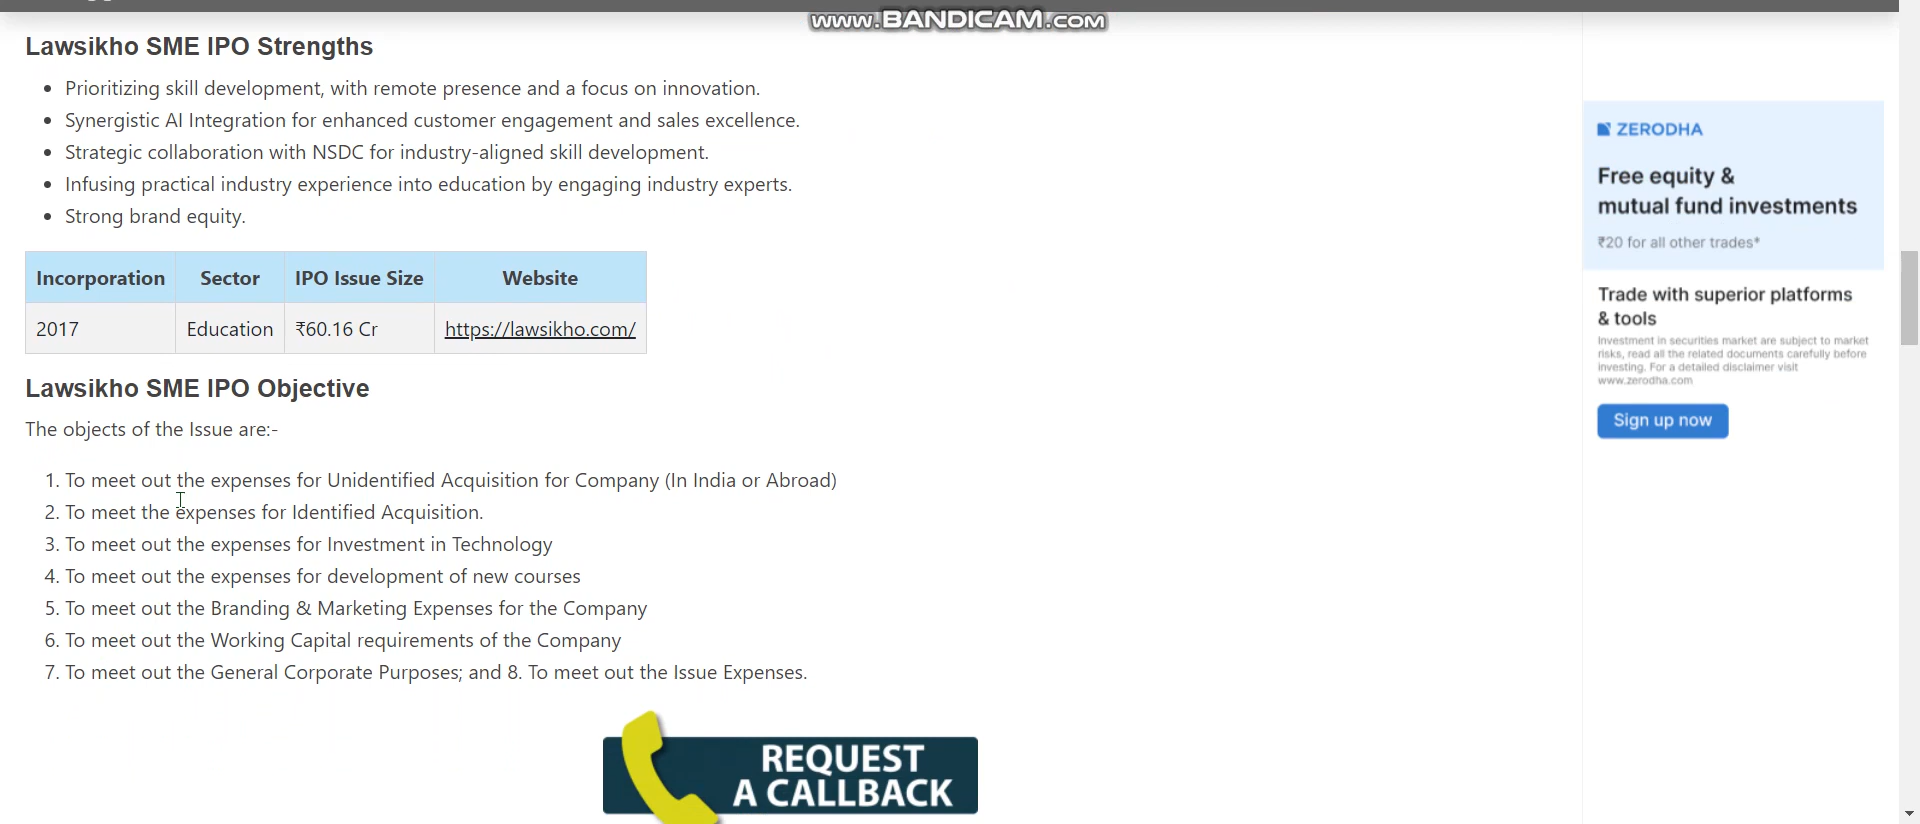 www.BANDICAM.com
Lawsikho SME IPO Strengths
• Prioritizing skill development, with remote presence and a focus on innovation.
• Synergistic AI Integration for enhanced customer engagement and sales excellence.
• Strategic collaboration with NSDC for industry-aligned skill development.
• Infusing practical industry experience into education by engaging industry experts.
• Strong brand equity.
Incorporation Sector IPO Issue Size Website
2017 Education ₹60.16 Cr https://lawsikho.com/
Lawsikho SME IPO Objective
The objects of the Issue are:-
1. To meet out the expenses for Unidentified Acquisition for Company (In India or Abroad)
2. To meet the expenses for Identified Acquisition.
3. To meet out the expenses for Investment in Technology
4. To meet out the expenses for development of new courses
5. To meet out the Branding & Marketing Expenses for the Company
6. To meet out the Working Capital requirements of the Company
7. To meet out the General Corporate Purposes; and 8. To meet out the Issue Expenses.
REQUEST
A CALLBACK
ZERODHA
Free equity &
mutual fund investments
₹20 for all other trades*
Trade with superior platforms
& tools
Investment in securities market are subject to market
risks, read all the related documents carefully before
investing. For a detailed disclaimer visit
www.zerodha.com
Sign up now